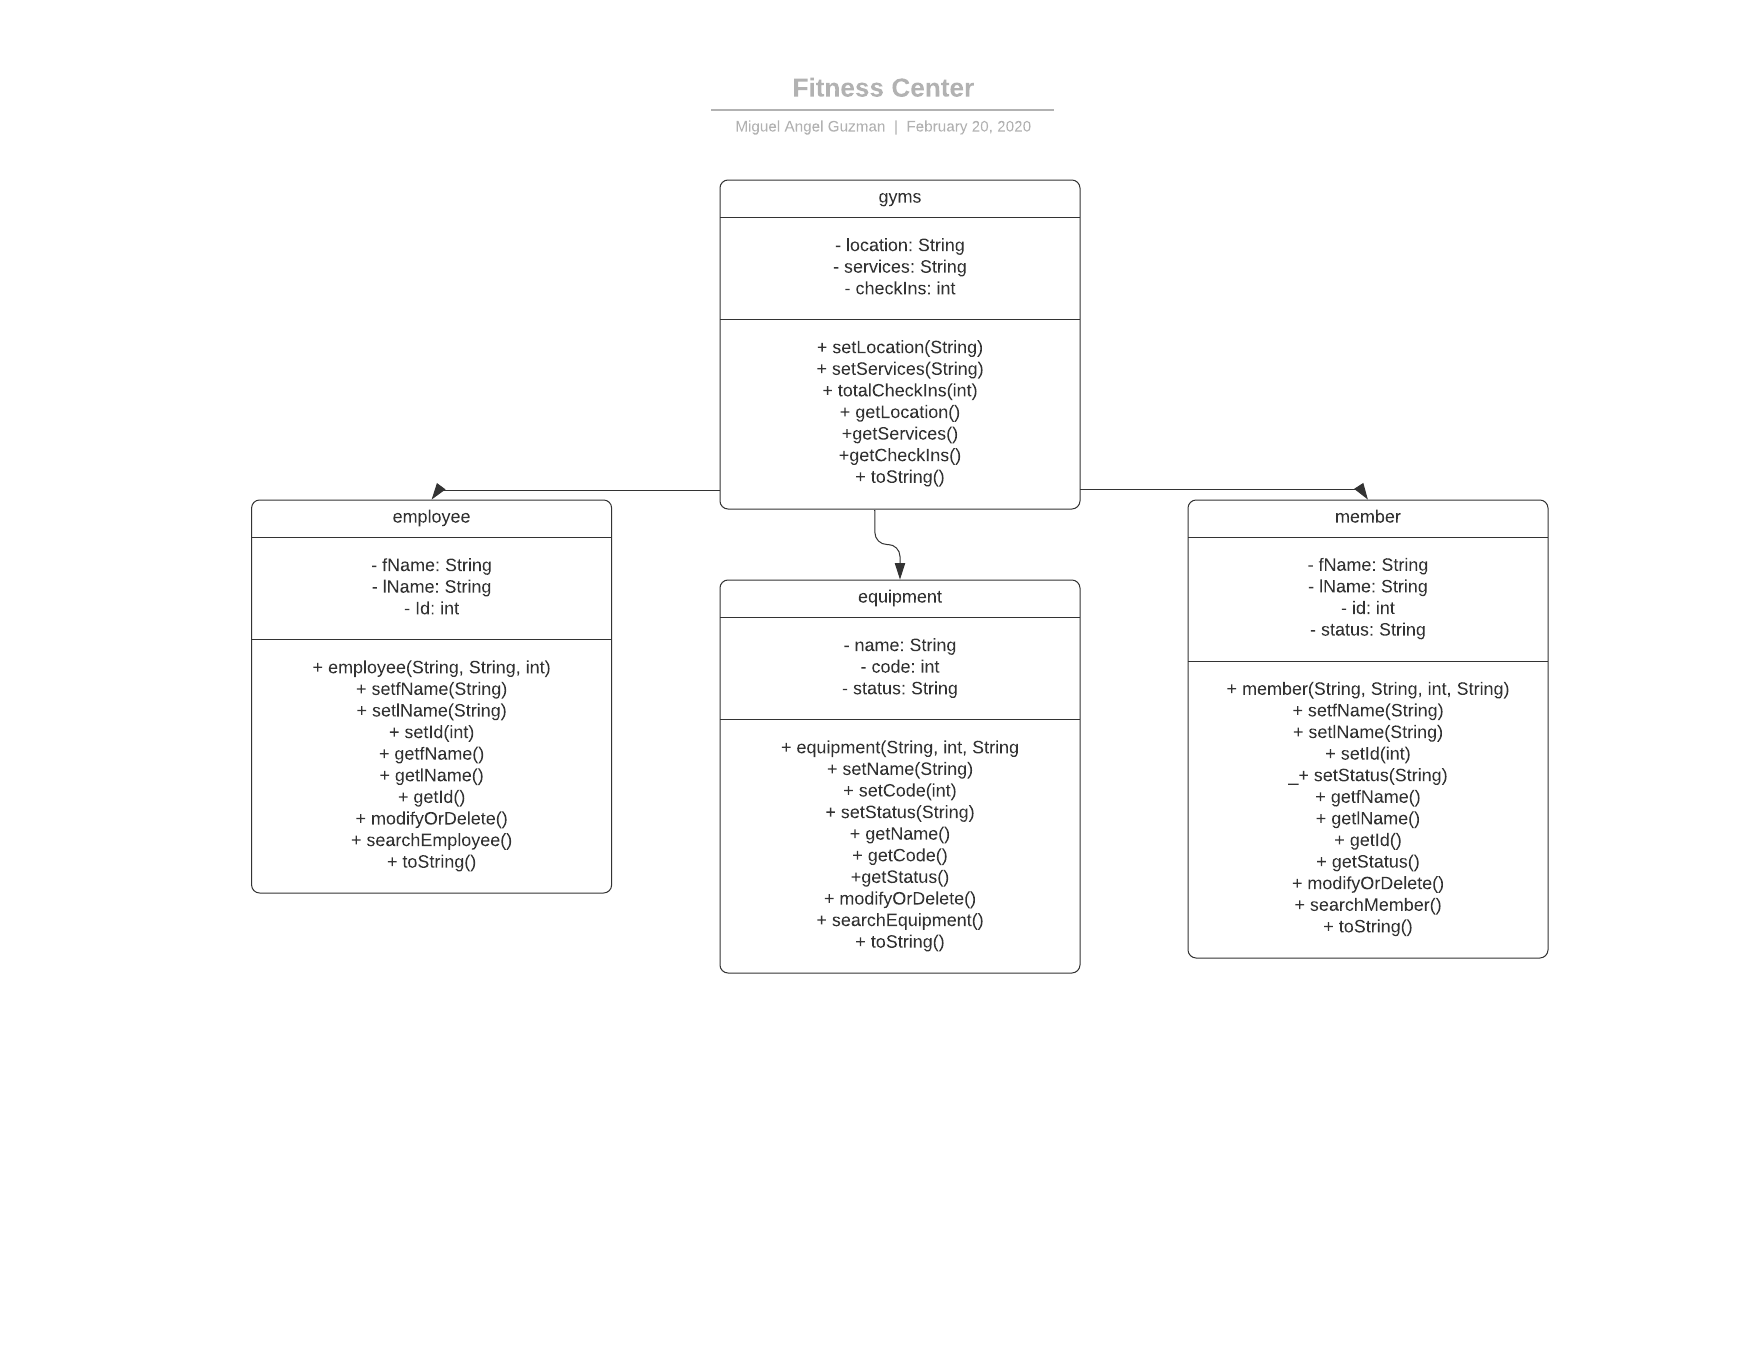 Fitness Center
Miguel Angel Guzman | February 20, 2020
gyms
- location: String
- services: String
- checkIns: int
+ setLocation(String)
+ setServices(String)
+ totalCheckIns(int)
+ getLocation()
+getServices()
+getCheckIns()
+ toString()
employee
- fName: String
- lName: String
- Id: int
+ employee(String, String, int)
+ setfName(String)
+ setlName(String)
+ setId(int)
+ getfName()
+ getlName()
+ getId()
+ modifyOrDelete()
+ searchEmployee()
+ toString()
equipment
- name: String
- code: int
- status: String
+ equipment(String, int, String
+ setName(String)
+ setCode(int)
+ setStatus(String)
+ getName()
+ getCode()
+getStatus()
+ modifyOrDelete()
+ searchEquipment()
+ toString()
member
- fName: String
- lName: String
- id: int
- status: String
+ member(String, String, int, String)
+ setfName(String)
+ setlName(String)
+ setId(int)
_+ setStatus(String)
+ getfName()
+ getlName()
+ getId()
+ getStatus()
+ modifyOrDelete()
+ searchMember()
+ toString()